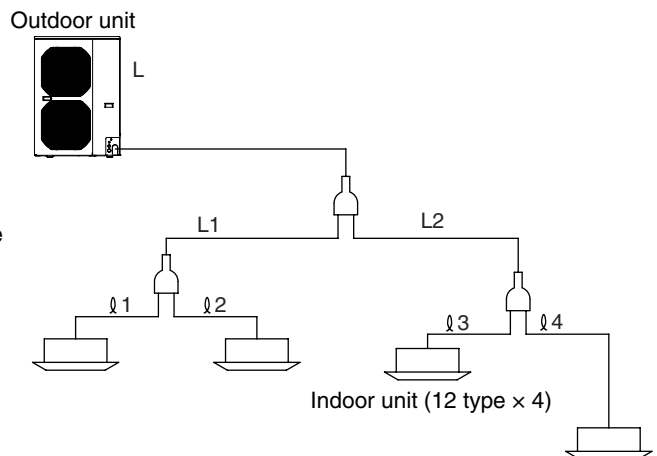 Outdoor unit
L
e
L1
L2
ℓ1
ℓ2
ℓ3
ℓ4
Indoor unit (12 type × 4)